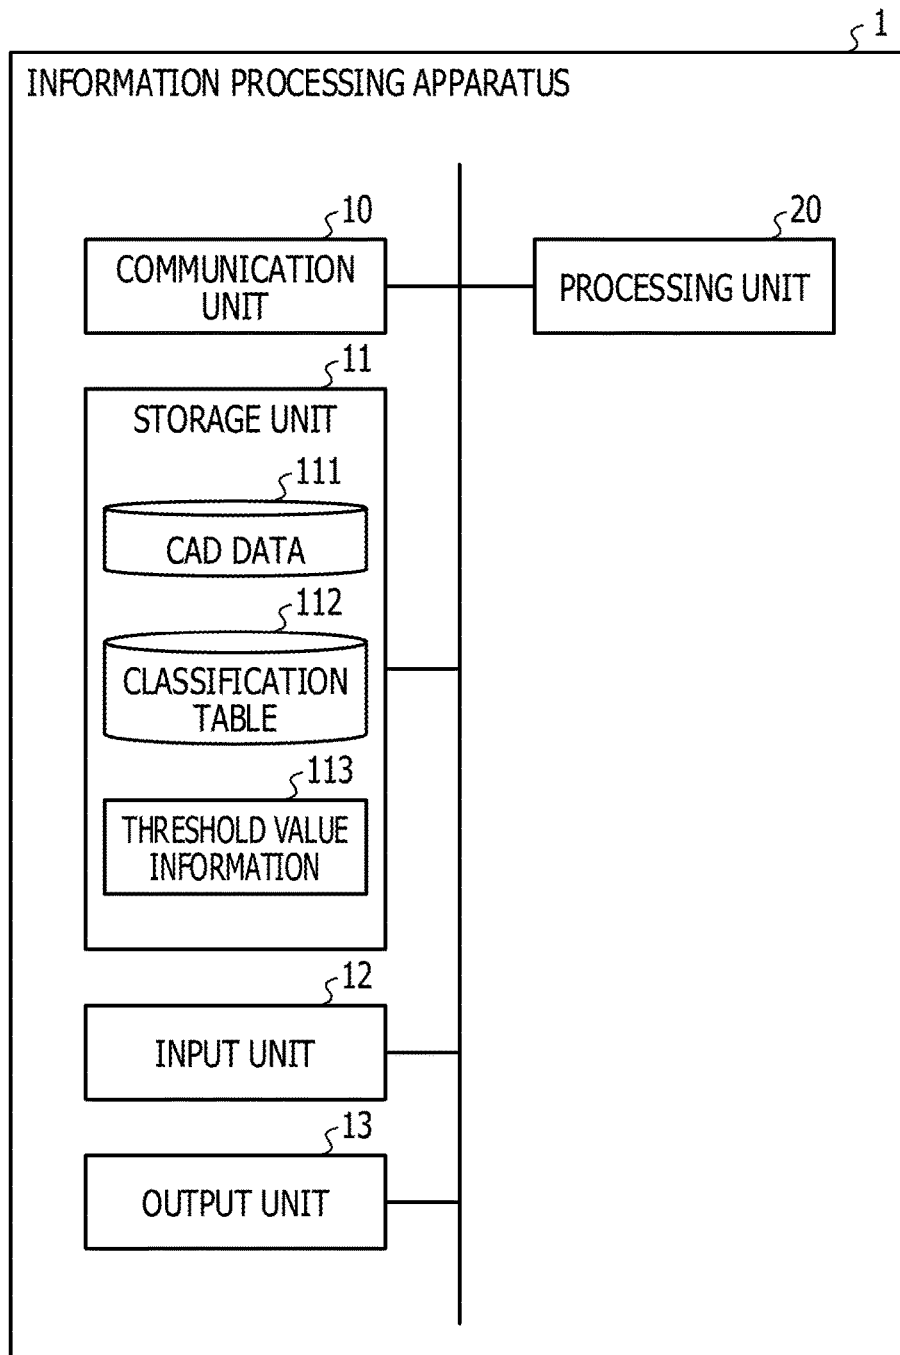 1
INFORMATION PROCESSING APPARATUS
10
COMMUNICATION
UNIT
20
PROCESSING UNIT
11
STORAGE UNIT
111
CAD DATA
112
CLASSIFICATION
TABLE
113
THRESHOLD VALUE
INFORMATION
12
INPUT UNIT
13
OUTPUT UNIT